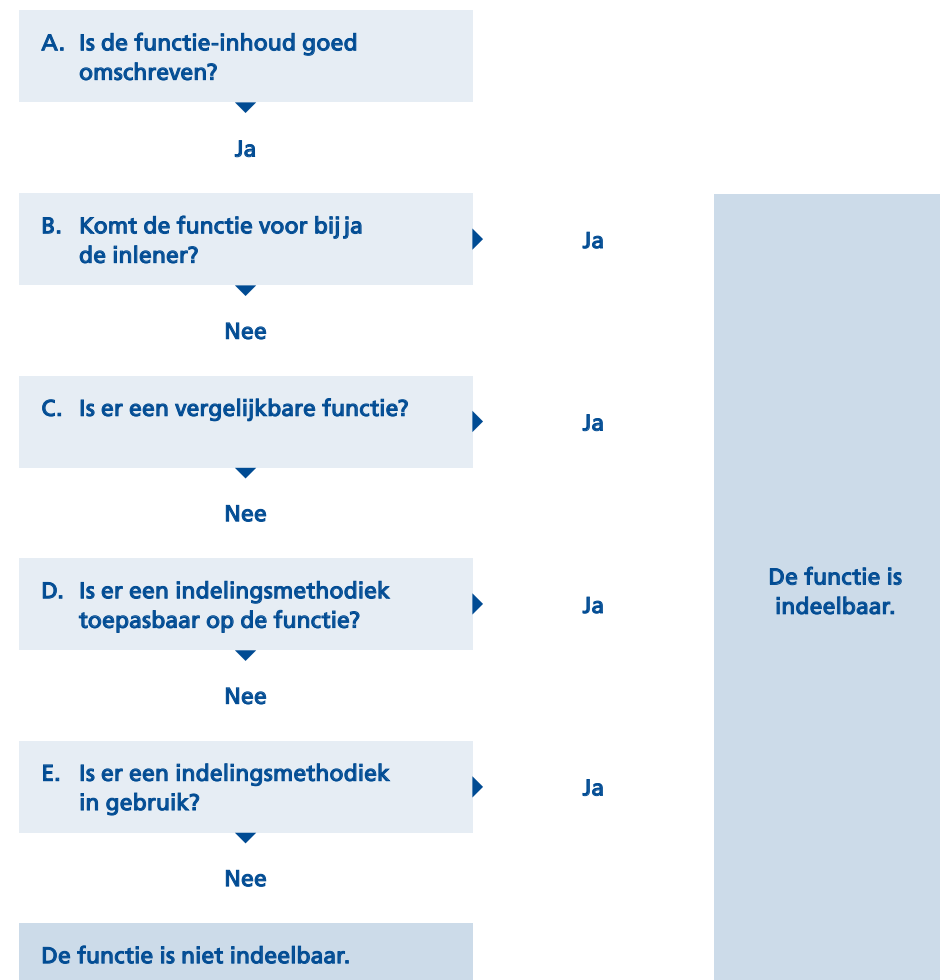 A. Is de functie-inhoud goed
omschreven?
Ja
B. Komt de functie voor bij ja
de inlener?
Ja
Nee
C. Is er een vergelijkbare functie?
Ja
Nee
D. Is er een indelingsmethodiek
toepasbaar op de functie?
Ja
Nee
E. Is er een indelingsmethodiek
in gebruik?
Ja
Nee
De functie is niet indeelbaar.
De functie is
indeelbaar.